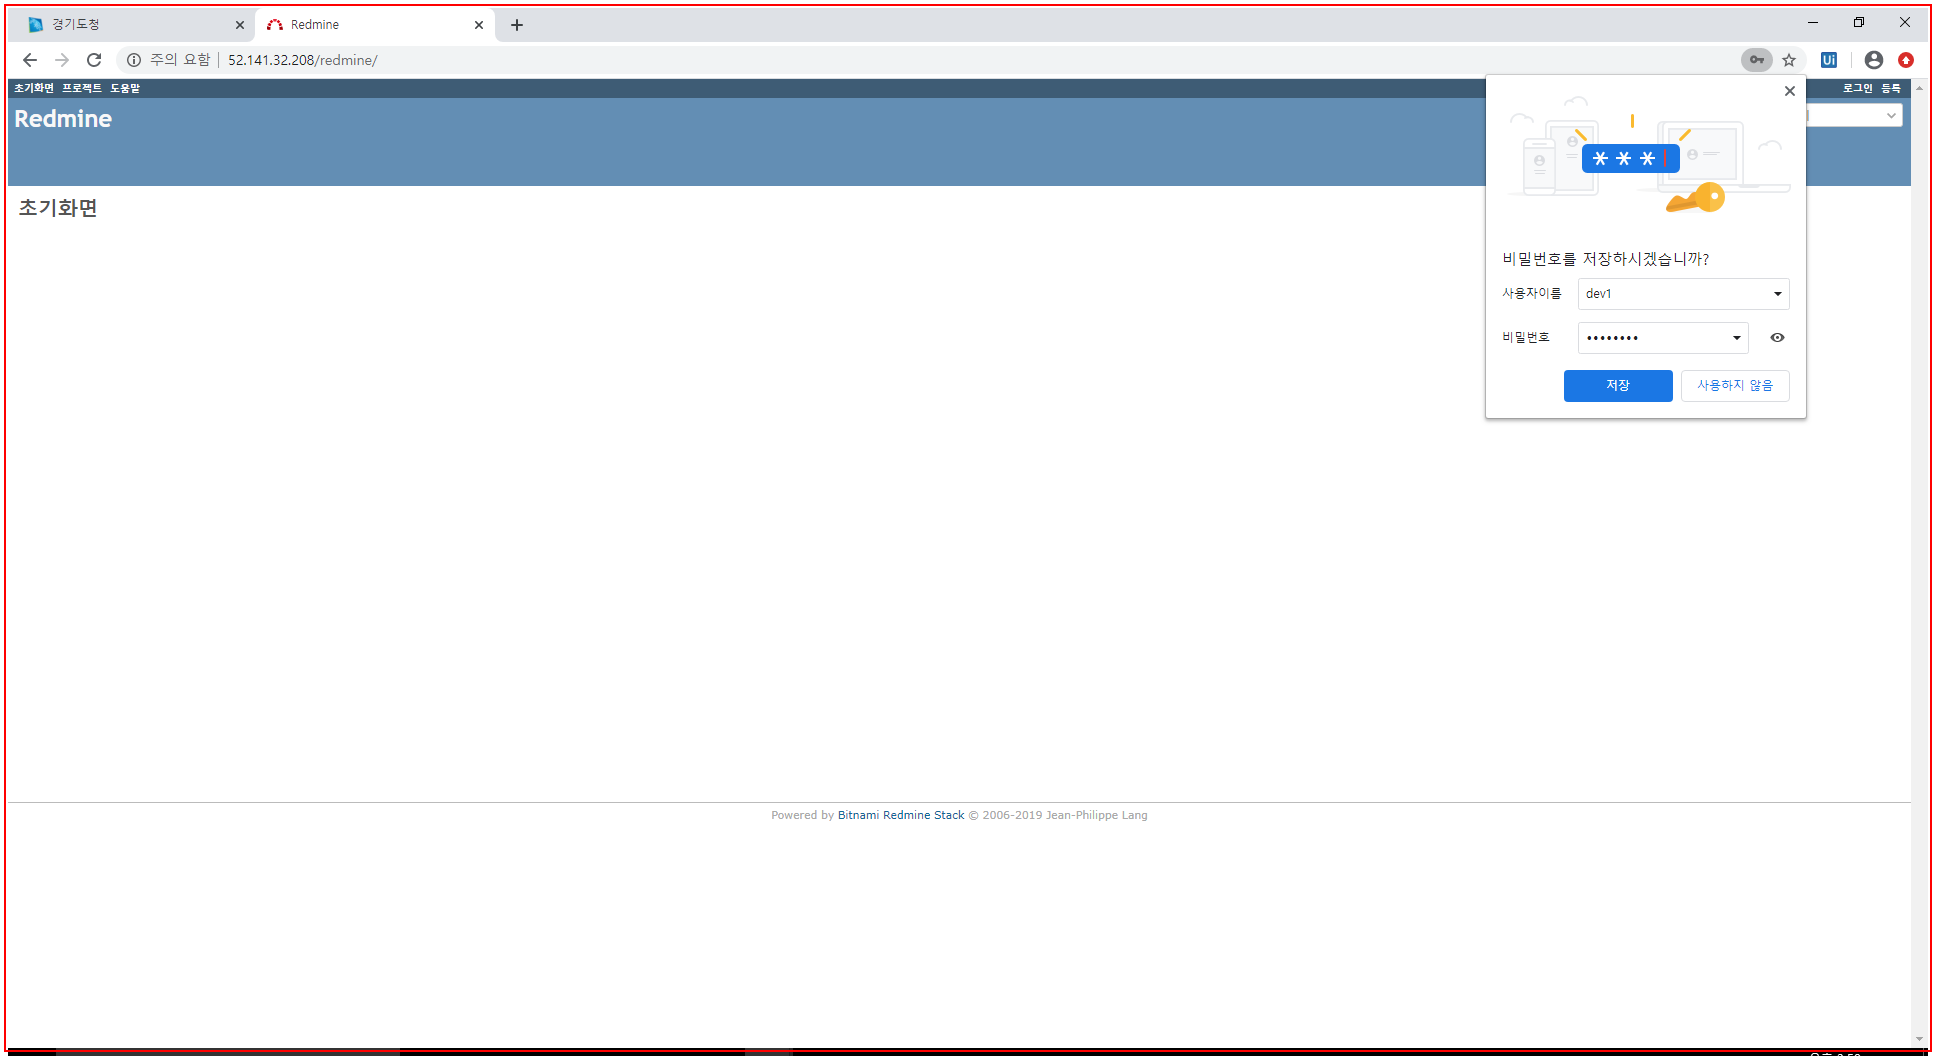 경기도청
Redmine
주의 요함
52.141.32.208/redmine/
Ui
초기화면 프로젝트 도움말
로그인 등록
Redmine
초기화면
***
비밀번호를 저장하시겠습니까?
사용자이름
dev1
비밀번호
••••••••
저장
사용하지 않음
Powered by Bitnami Redmine Stack © 2006-2019 Jean-Philippe Lang